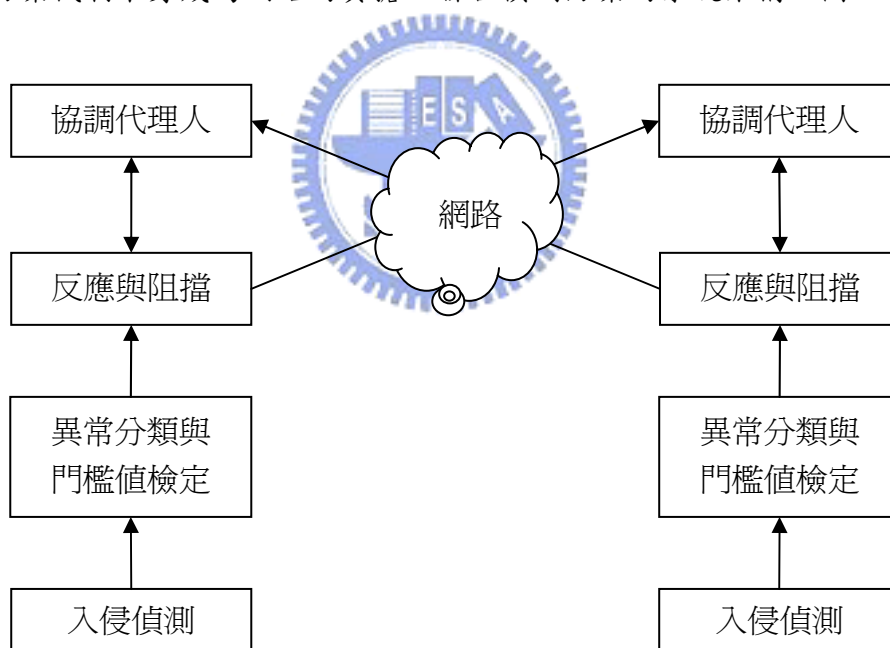 ESA
協調代理人
協調代理人
網路
反應與阻擋
反應與阻擋
異常分類與
門檻值檢定
異常分類與
門檻值檢定
入侵偵測
入侵偵測